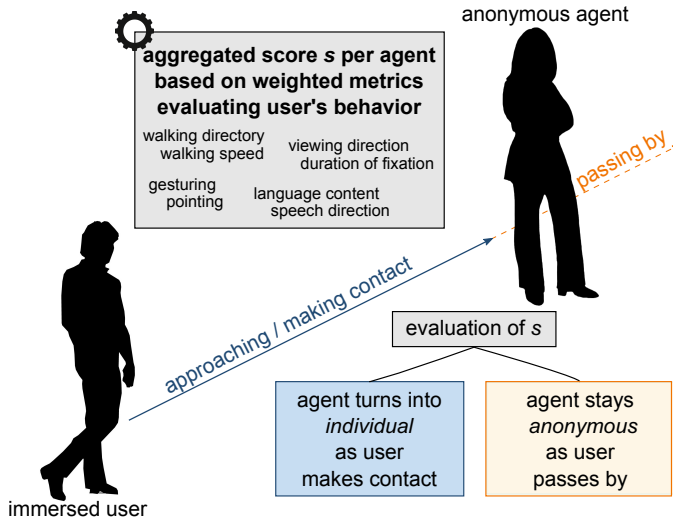 anonymous agent
aggregated score s per agent
based on weighted metrics
evaluating user's behavior
walking directory
walking speed
viewing direction
duration of fixation
gesturing
pointing
language content
speech direction
passing by
approaching / making contact
evaluation of s
agent turns into
individual
as user
makes contact
agent stays
anonymous
as user
passes by
immersed user